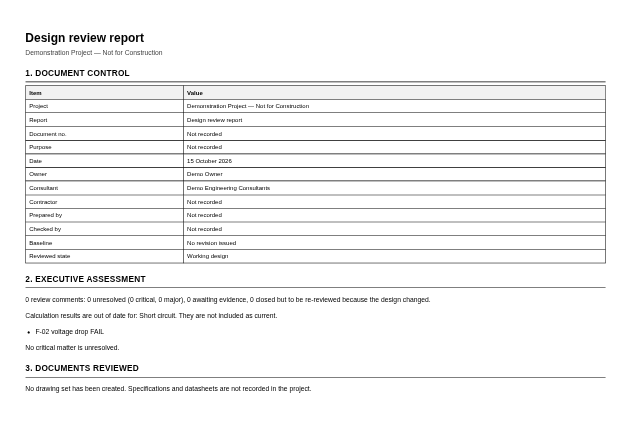 Design review report
Demonstration Project — Not for Construction
1. DOCUMENT CONTROL
Item Value
Project Demonstration Project — Not for Construction
Report Design review report
Document no. Not recorded
Purpose Not recorded
Date 15 October 2026
Owner Demo Owner
Consultant Demo Engineering Consultants
Contractor Not recorded
Prepared by Not recorded
Checked by Not recorded
Baseline No revision issued
Reviewed state Working design
2. EXECUTIVE ASSESSMENT
0 review comments: 0 unresolved (0 critical, 0 major), 0 awaiting evidence, 0 closed but to be re-reviewed because the design changed.
Calculation results are out of date for: Short circuit. They are not included as current.
• F-02 voltage drop FAIL
No critical matter is unresolved.
3. DOCUMENTS REVIEWED
No drawing set has been created. Specifications and datasheets are not recorded in the project.